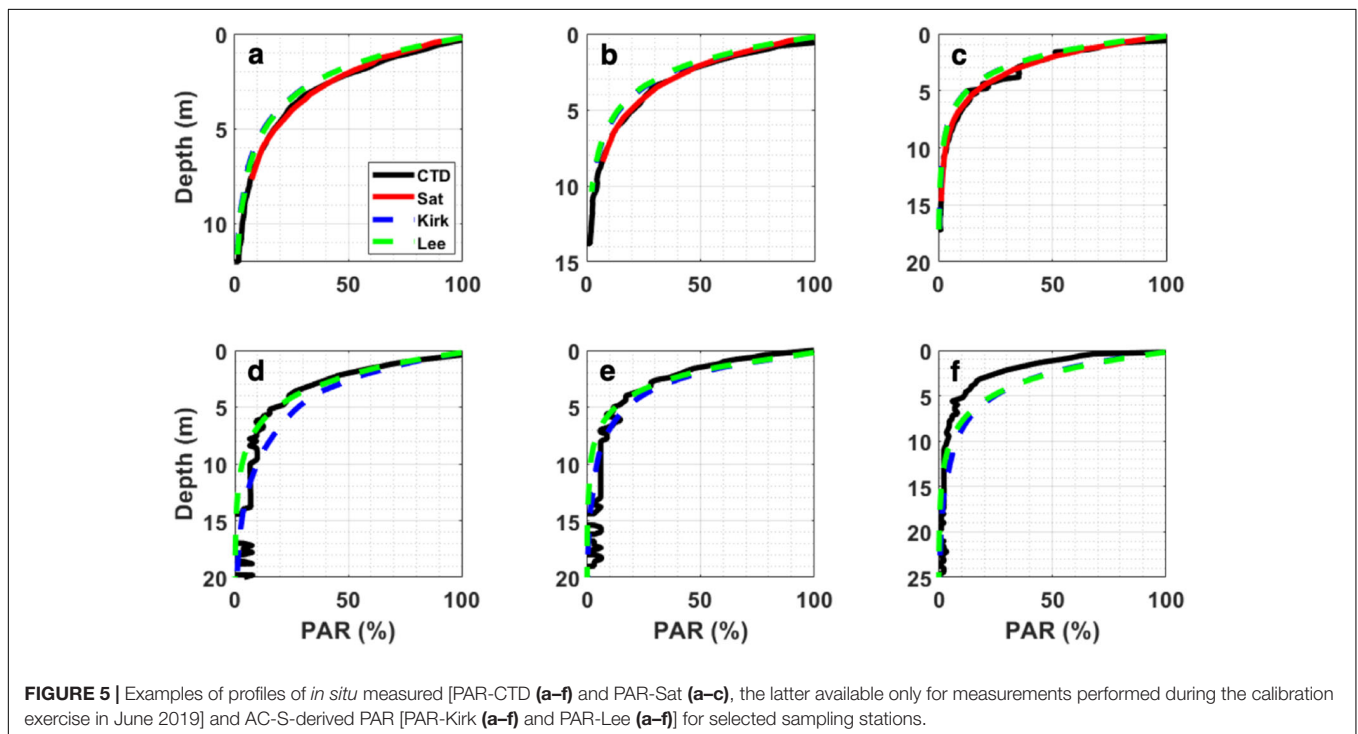 a
b
c
0
5
10
Depth (m)
0 50 100
CTD
Sat
Kirk
Lee
0
5
10
15
0 50 100
0
5
10
15
20
0 50 100
d
e
f
0
5
10
15
20
Depth (m)
0 50 100
PAR (%)
0
5
10
15
20
0 50 100
PAR (%)
0
5
10
15
20
25
0 50 100
PAR (%)
FIGURE 5 | Examples of profiles of in situ measured [PAR-CTD (a–f) and PAR-Sat (a–c), the latter available only for measurements performed during the calibration
exercise in June 2019] and AC-S-derived PAR [PAR-Kirk (a–f) and PAR-Lee (a–f)] for selected sampling stations.